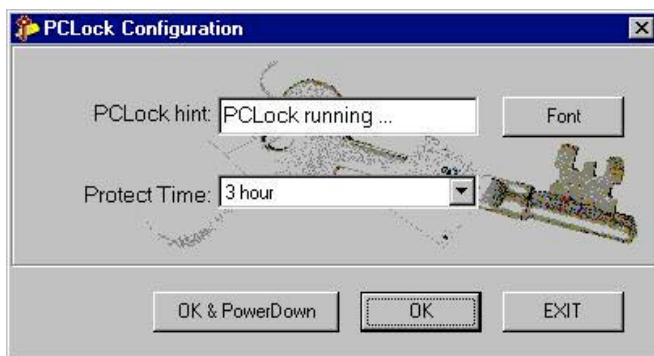 PCLock Configuration
PCLock hint: PCLock running ... Font
Protect Time: 3 hour
OK & PowerDown OK EXIT